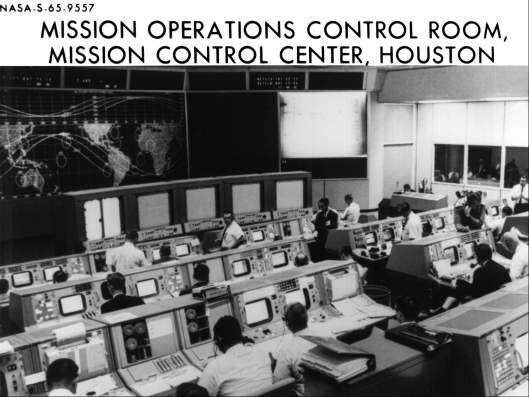 NASA-S-65-9557
MISSION OPERATIONS CONTROL ROOM,
MISSION CONTROL CENTER, HOUSTON